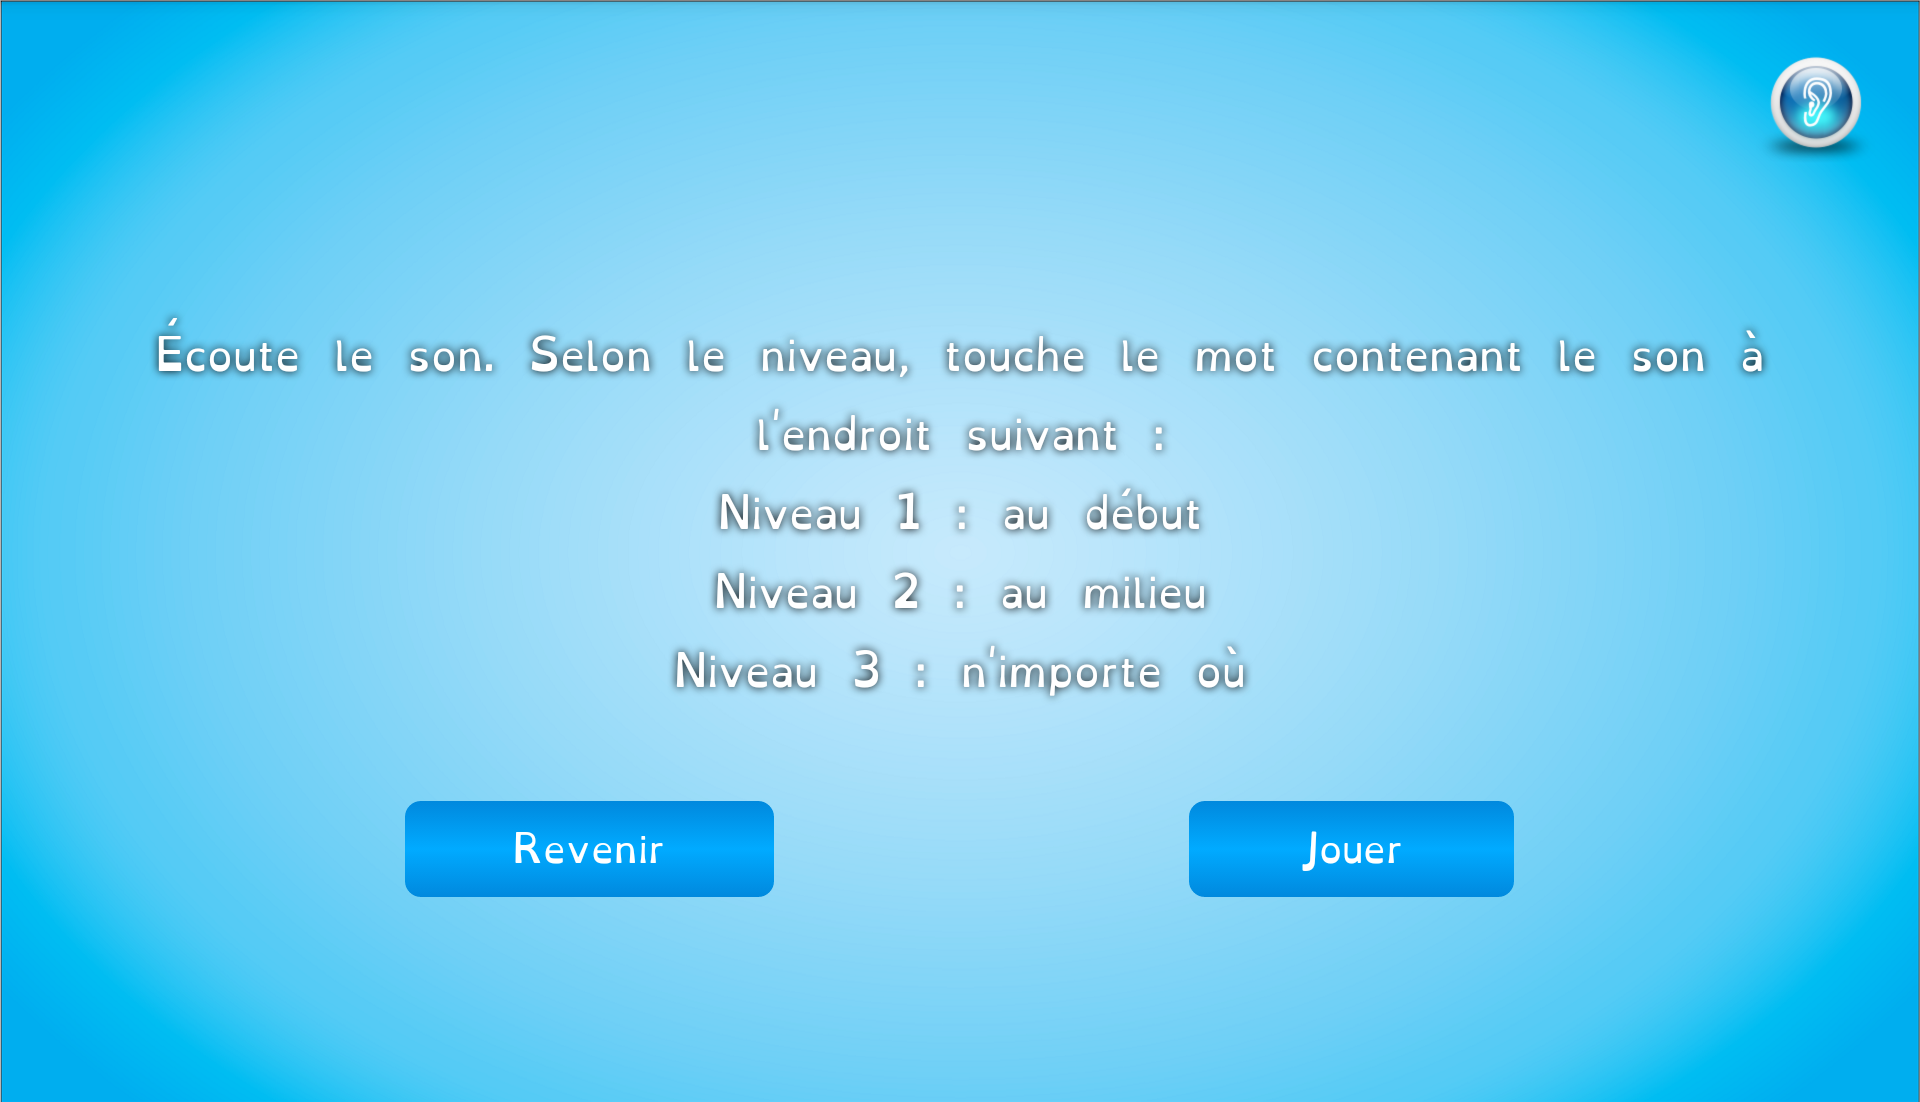 Écoute le son. Selon le niveau, touche le mot contenant le son à
l'endroit suivant :
Niveau 1 : au début
Niveau 2 : au milieu
Niveau 3 : n'importe où
Revenir
Jouer